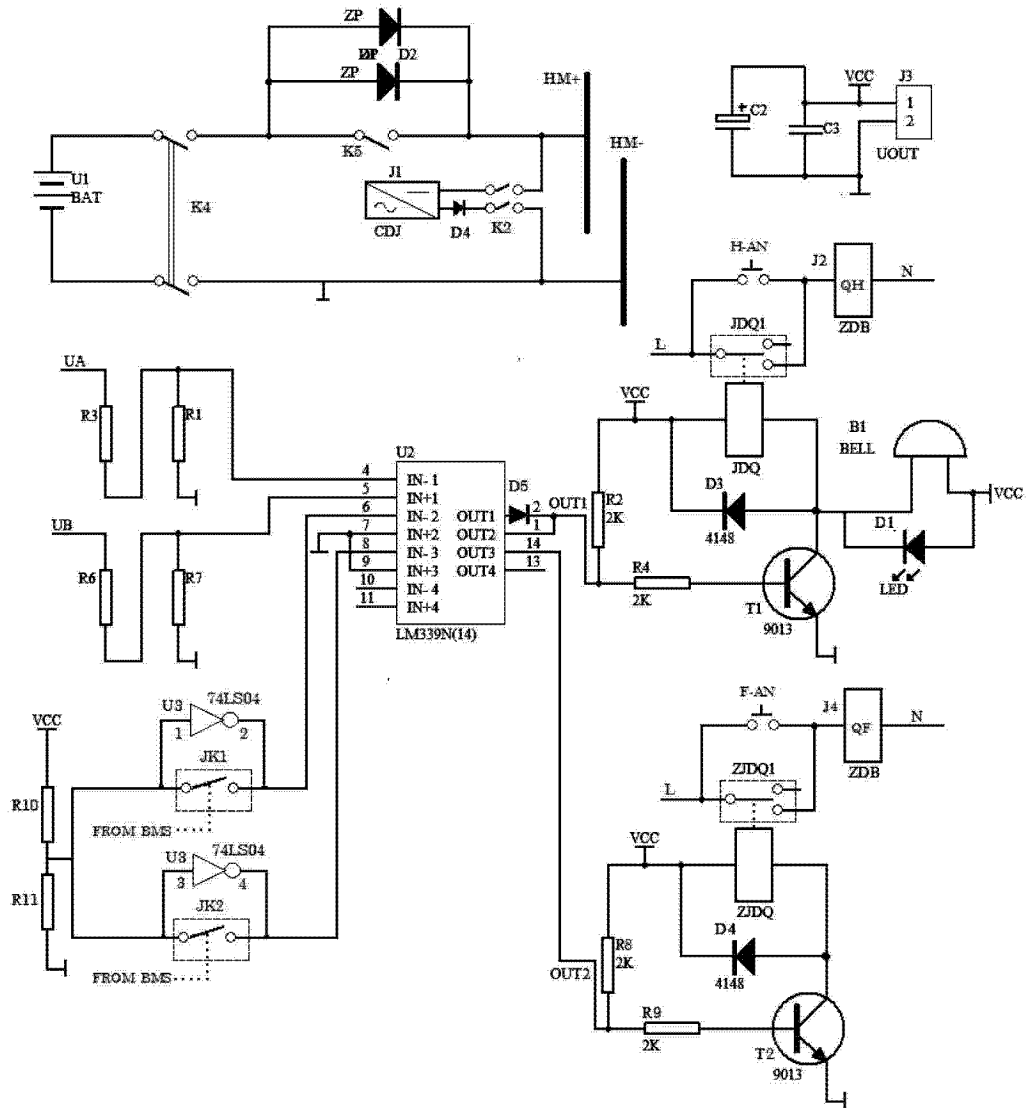 ZP
D2
ZP
HM+
VCC
J3
C2
1
2
C3
K5
HM-
UOUT
U1
BAT
K4
J1
CDJ
D4
K2
H-AN
J2
N
QH
ZDB
JDQ1
L
UA
R3
R1
VCC
B1
BELL
U2
JDQ
4
IN- 1
5
IN+1
6
IN- 2
OUT1
7
IN+2
OUT2
8
IN- 3
OUT3
9
IN+3
OUT4
10
IN- 4
11
IN+4
D5
2
1
14
13
OUT1
R2
2K
D3
4148
D1
VCC
LED
UB
R6
R7
R4
2K
T1
9013
LM339N(14)
74LS04
U3
1
2
VCC
JK1
F-AN
J4
N
QF
ZDB
ZJDQ1
L
R10
FROM BMS
74LS04
U3
3
4
R11
JK2
VCC
ZJDQ
FROM BMS
OUT2
R8
2K
D4
4148
R9
2K
T2
9013